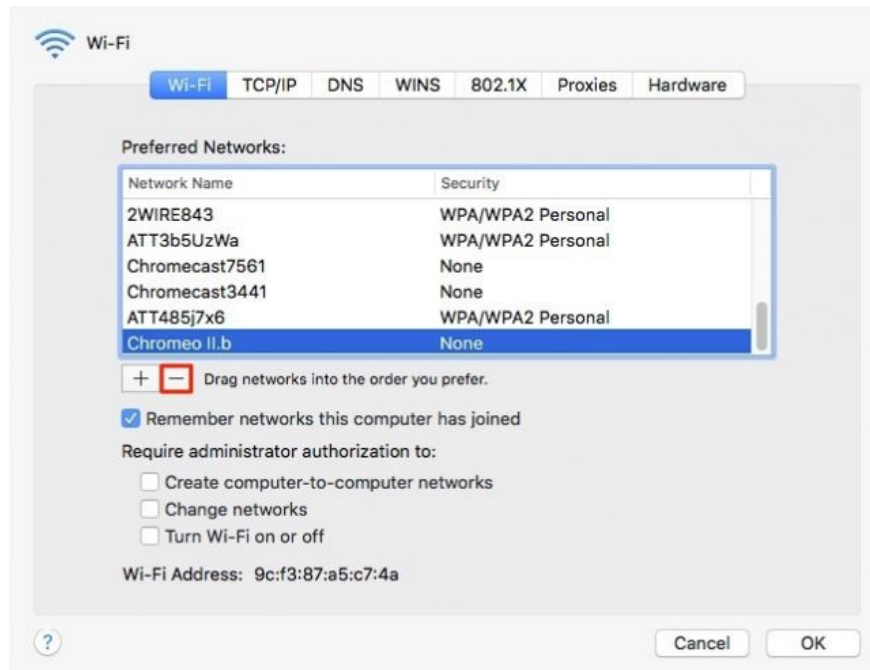 Wi-Fi
Wi-Fi TCP/IP DNS WINS 802.1X Proxies Hardware
Preferred Networks:
Network Name Security
2WIRE843 WPA/WPA2 Personal
ATT3b5UzWa WPA/WPA2 Personal
Chromecast7561 None
Chromecast3441 None
ATT485j7x6 WPA/WPA2 Personal
Chromeo II.b None
+ − Drag networks into the order you prefer.
Remember networks this computer has joined
Require administrator authorization to:
Create computer-to-computer networks
Change networks
Turn Wi-Fi on or off
Wi-Fi Address: 9c:f3:87:a5:c7:4a
? Cancel OK